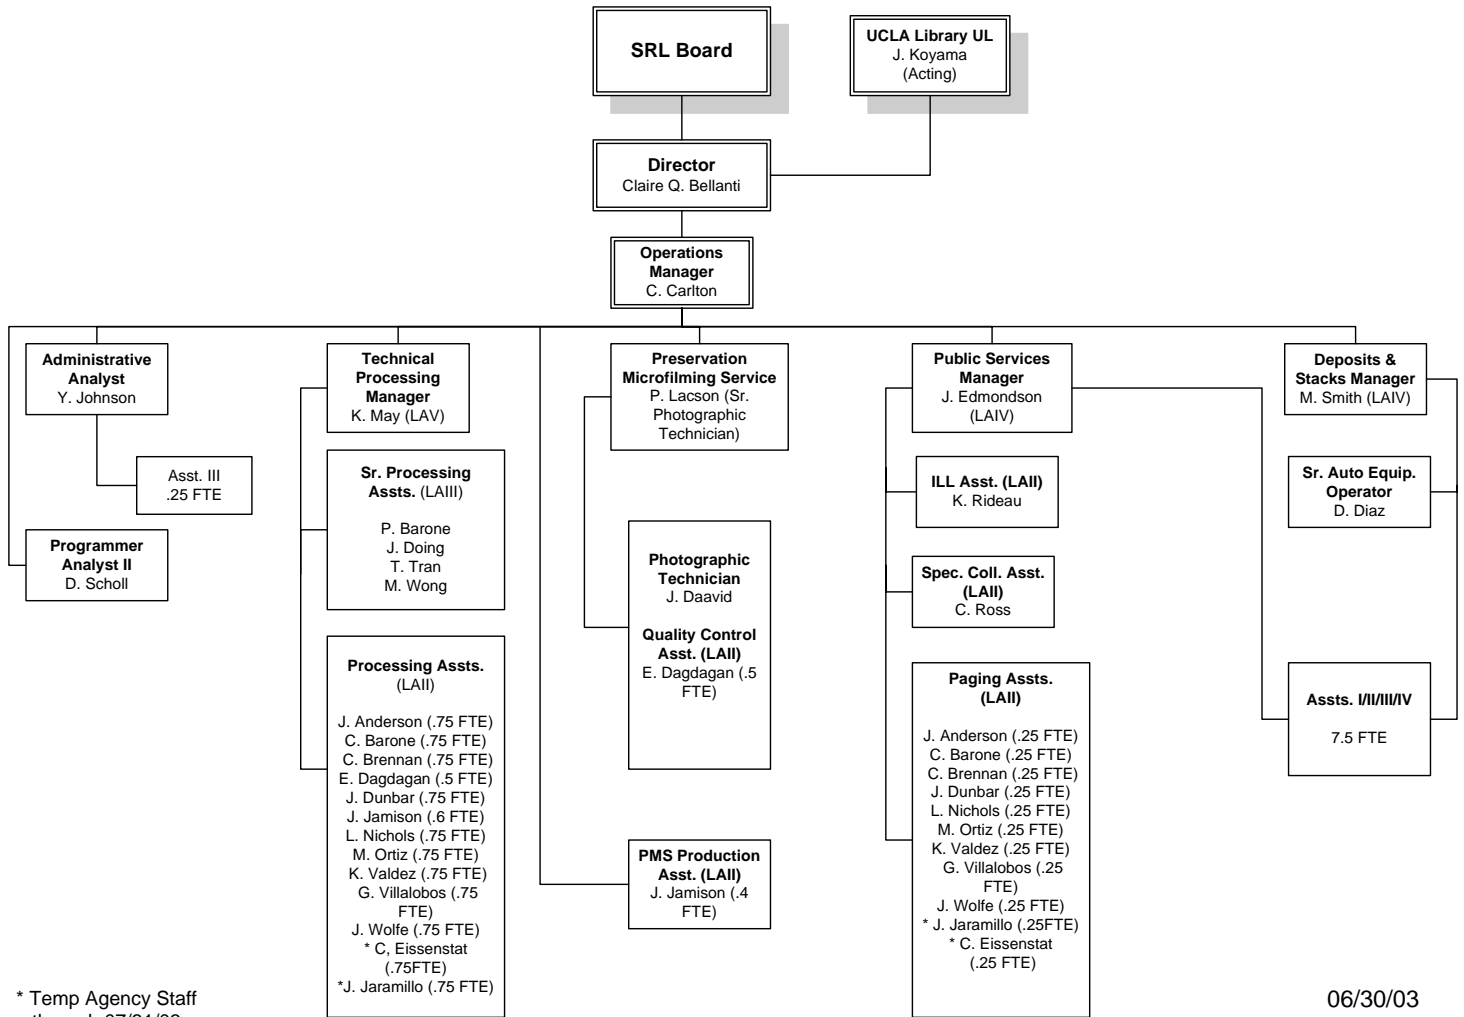 SRL Board
UCLA Library UL
J. Koyama
(Acting)
Director
Claire Q. Bellanti
Operations
Manager
C. Carlton
Administrative
Analyst
Y. Johnson
Asst. III
.25 FTE
Programmer
Analyst II
D. Scholl
Technical
Processing
Manager
K. May (LAV)
Sr. Processing
Assts. (LAIII)
P. Barone
J. Doing
T. Tran
M. Wong
Processing Assts.
(LAII)
J. Anderson (.75 FTE)
C. Barone (.75 FTE)
C. Brennan (.75 FTE)
E. Dagdagan (.5 FTE)
J. Dunbar (.75 FTE)
J. Jamison (.6 FTE)
L. Nichols (.75 FTE)
M. Ortiz (.75 FTE)
K. Valdez (.75 FTE)
G. Villalobos (.75
FTE)
J. Wolfe (.75 FTE)
* C, Eissenstat
(.75FTE)
*J. Jaramillo (.75 FTE)
Preservation
Microfilming Service
P. Lacson (Sr.
Photographic
Technician)
Photographic
Technician
J. Daavid
Quality Control
Asst. (LAII)
E. Dagdagan (.5
FTE)
PMS Production
Asst. (LAII)
J. Jamison (.4
FTE)
Public Services
Manager
J. Edmondson
(LAIV)
ILL Asst. (LAII)
K. Rideau
Spec. Coll. Asst.
(LAII)
C. Ross
Paging Assts.
(LAII)
J. Anderson (.25 FTE)
C. Barone (.25 FTE)
C. Brennan (.25 FTE)
J. Dunbar (.25 FTE)
L. Nichols (.25 FTE)
M. Ortiz (.25 FTE)
K. Valdez (.25 FTE)
G. Villalobos (.25
FTE)
J. Wolfe (.25 FTE)
* J. Jaramillo (.25FTE)
* C. Eissenstat
(.25 FTE)
Deposits &
Stacks Manager
M. Smith (LAIV)
Sr. Auto Equip.
Operator
D. Diaz
Assts. I/II/III/IV
7.5 FTE
* Temp Agency Staff
06/30/03